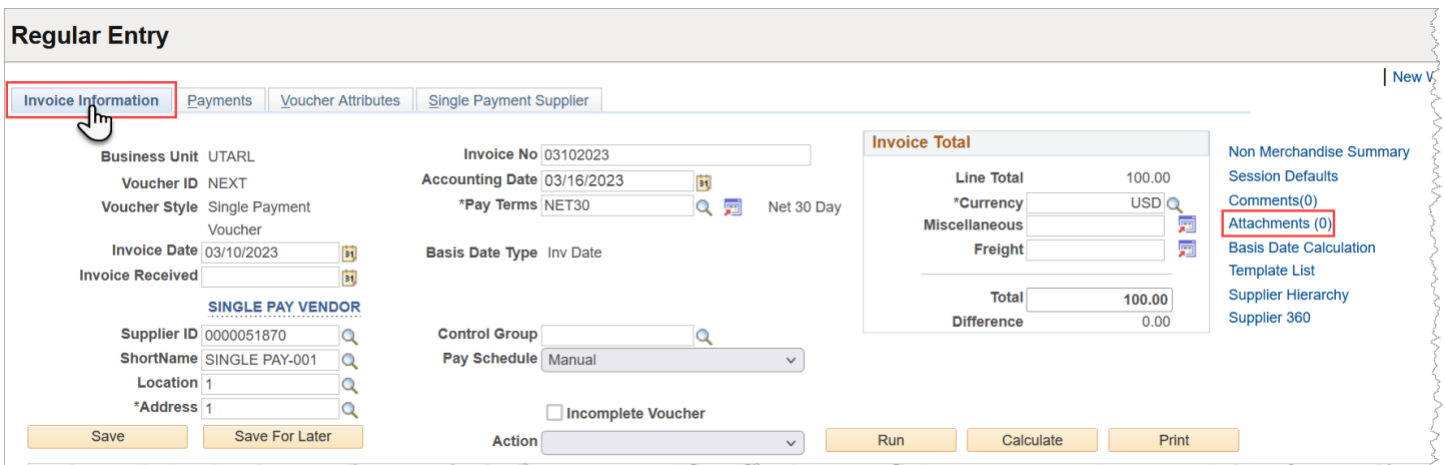 Regular Entry
New W
Invoice Information Payments Voucher Attributes Single Payment Supplier
Business Unit UTARL
Voucher ID NEXT
Voucher Style Single Payment
Voucher
Invoice Date 03/10/2023
Invoice Received
SINGLE PAY VENDOR
Supplier ID 0000051870
ShortName SINGLE PAY-001
Location 1
*Address 1
Save Save For Later
Invoice No 03102023
Accounting Date 03/16/2023
*Pay Terms NET30 Net 30 Day
Basis Date Type Inv Date
Control Group
Pay Schedule Manual
Incomplete Voucher
Action
Run Calculate Print
Invoice Total
Line Total 100.00
*Currency USD
Miscellaneous
Freight
Total 100.00
Difference 0.00
Non Merchandise Summary
Session Defaults
Comments(0)
Attachments (0)
Basis Date Calculation
Template List
Supplier Hierarchy
Supplier 360